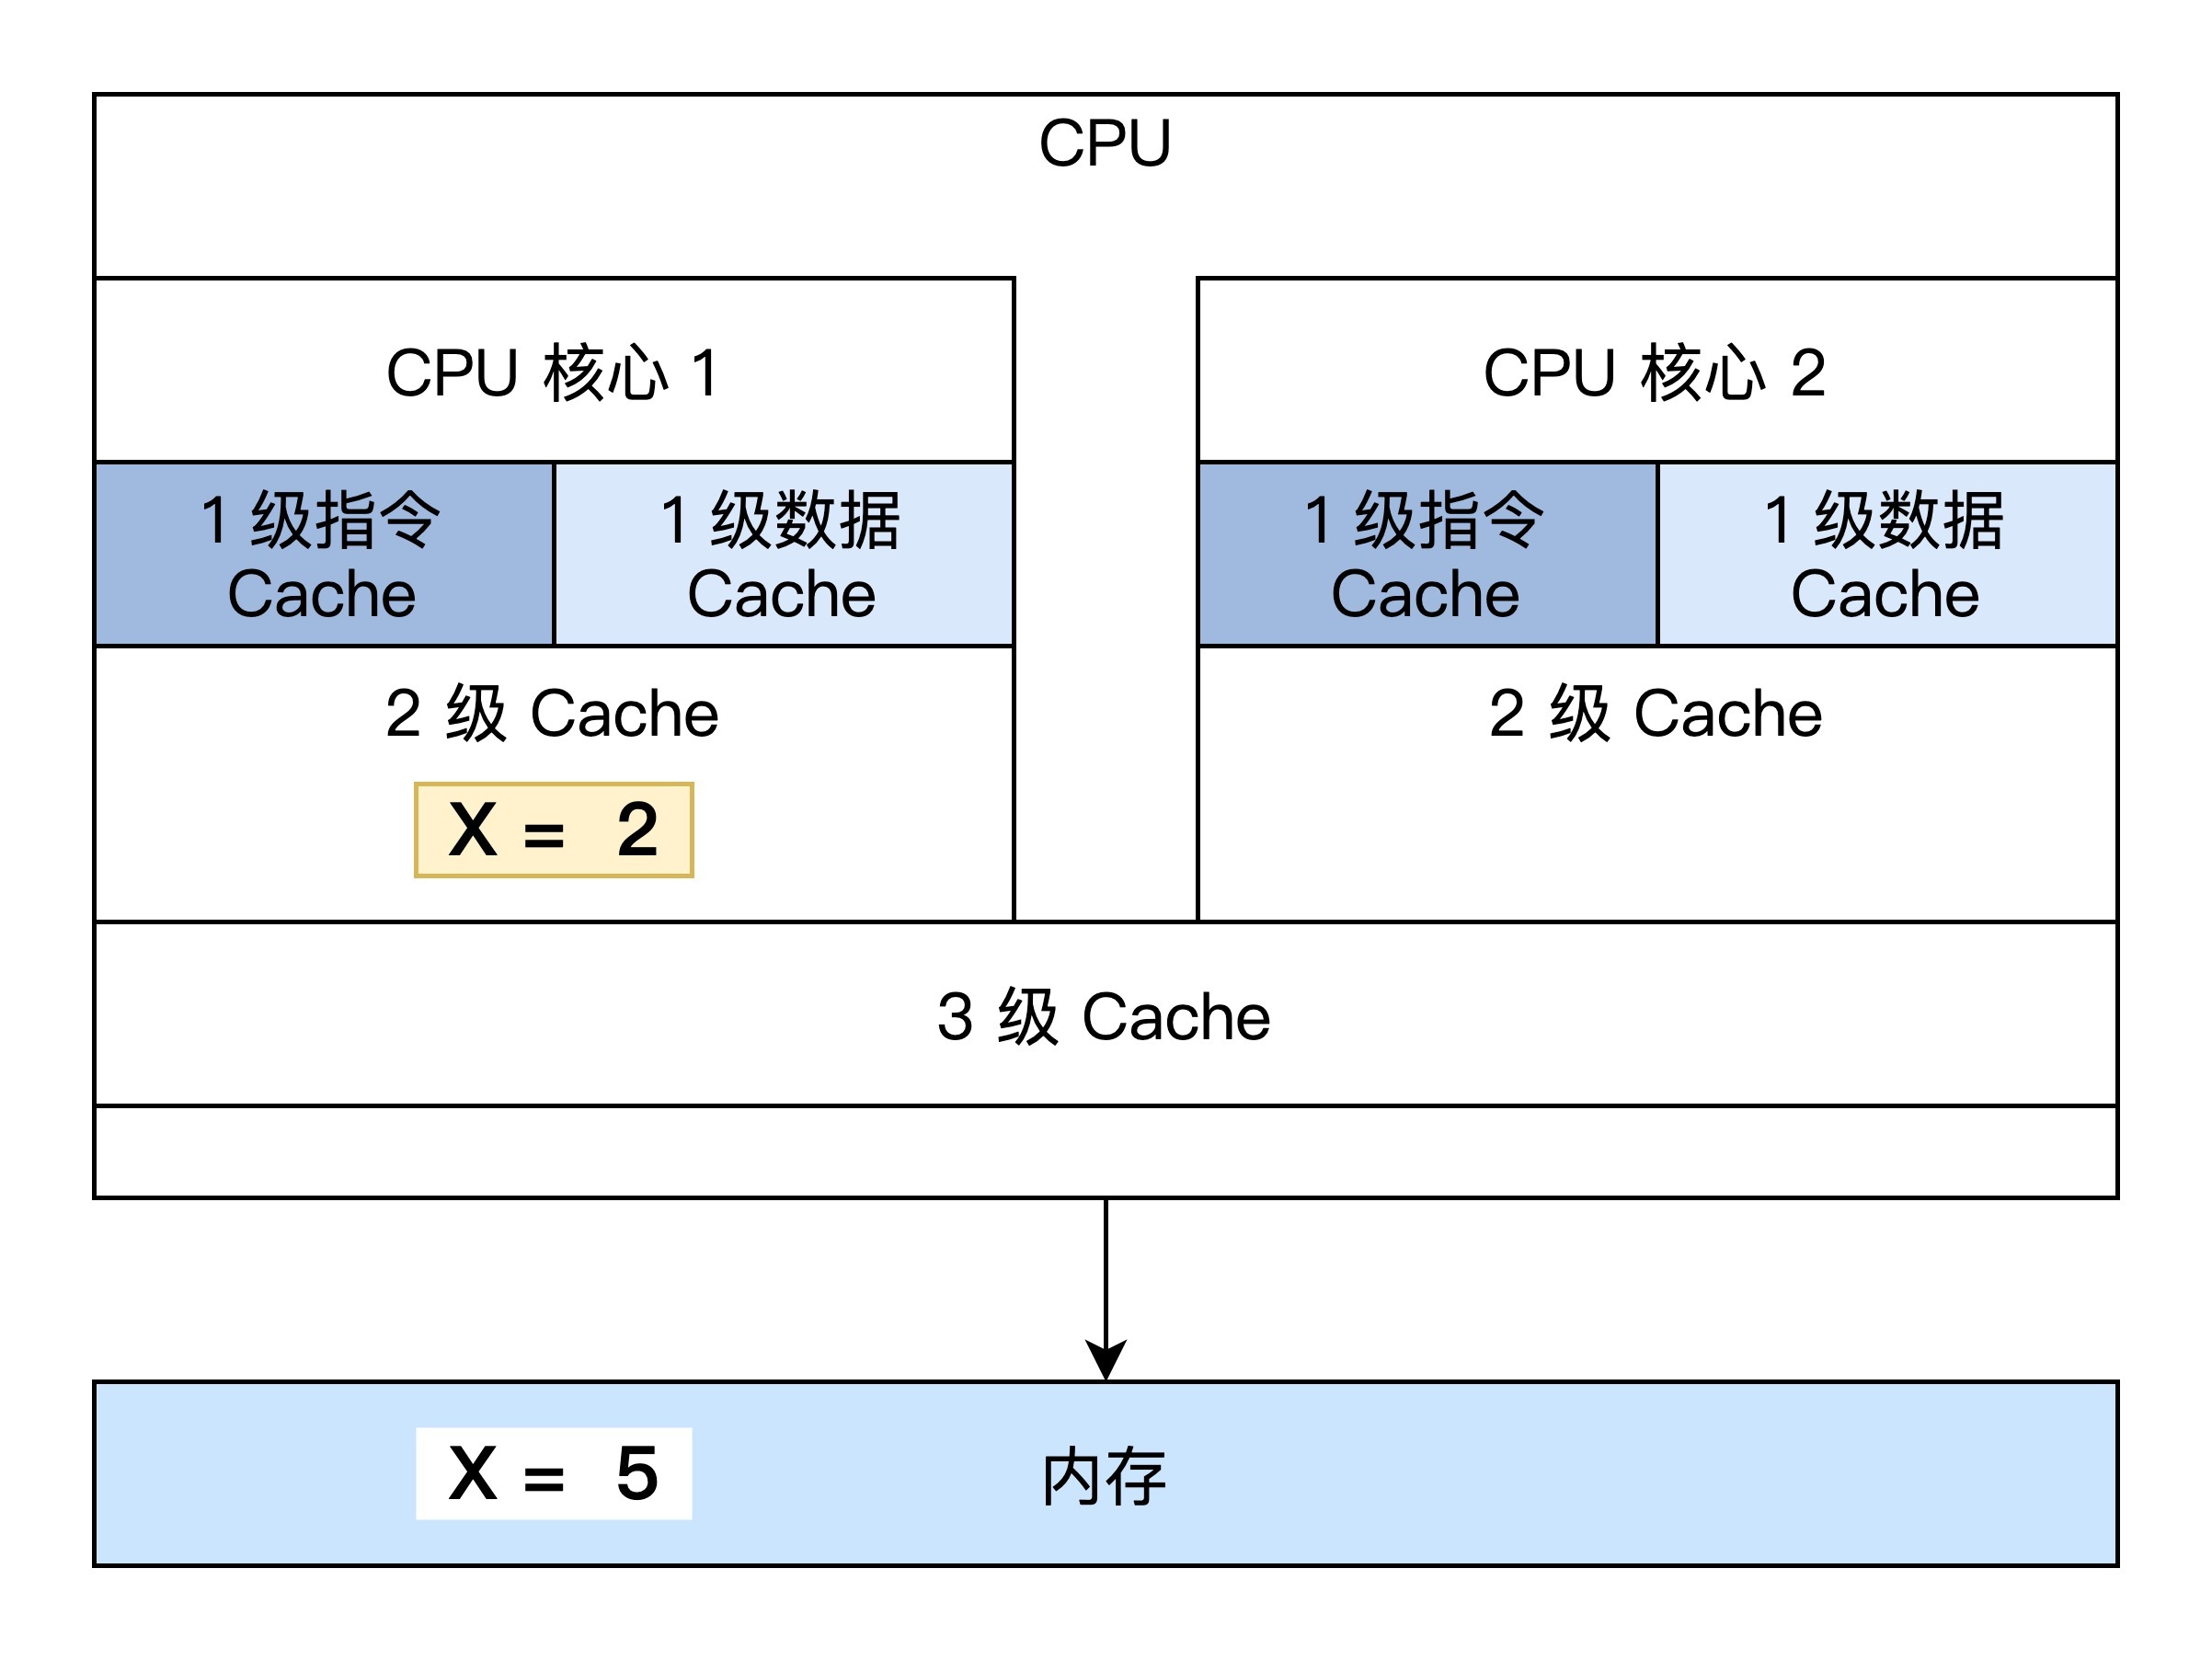 CPU
CPU 核心 1
CPU 核心 2
1 级指令
Cache
1 级数据
Cache
1 级指令
Cache
1 级数据
Cache
2 级 Cache
X = 2
2 级 Cache
3 级 Cache
X = 5
内存